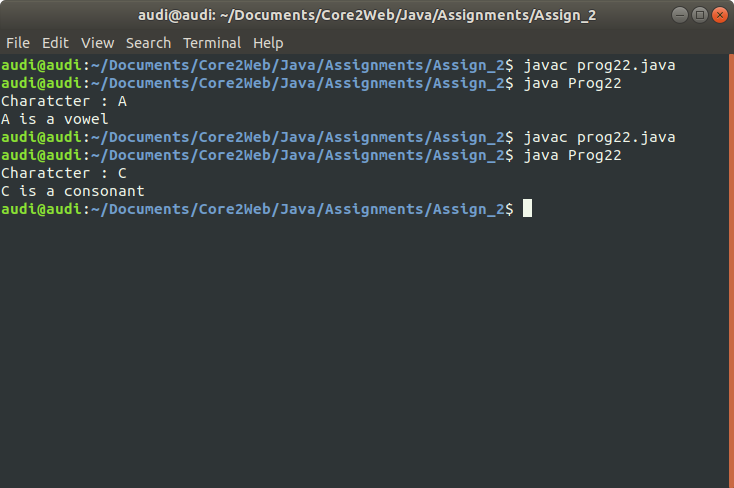 audi@audi: ~/Documents/Core2Web/Java/Assignments/Assign_2
File Edit View Search Terminal Help
audi@audi:~/Documents/Core2Web/Java/Assignments/Assign_2$ javac prog22.java
audi@audi:~/Documents/Core2Web/Java/Assignments/Assign_2$ java Prog22
Charatcter : A
A is a vowel
audi@audi:~/Documents/Core2Web/Java/Assignments/Assign_2$ javac prog22.java
audi@audi:~/Documents/Core2Web/Java/Assignments/Assign_2$ java Prog22
Charatcter : C
C is a consonant
audi@audi:~/Documents/Core2Web/Java/Assignments/Assign_2$